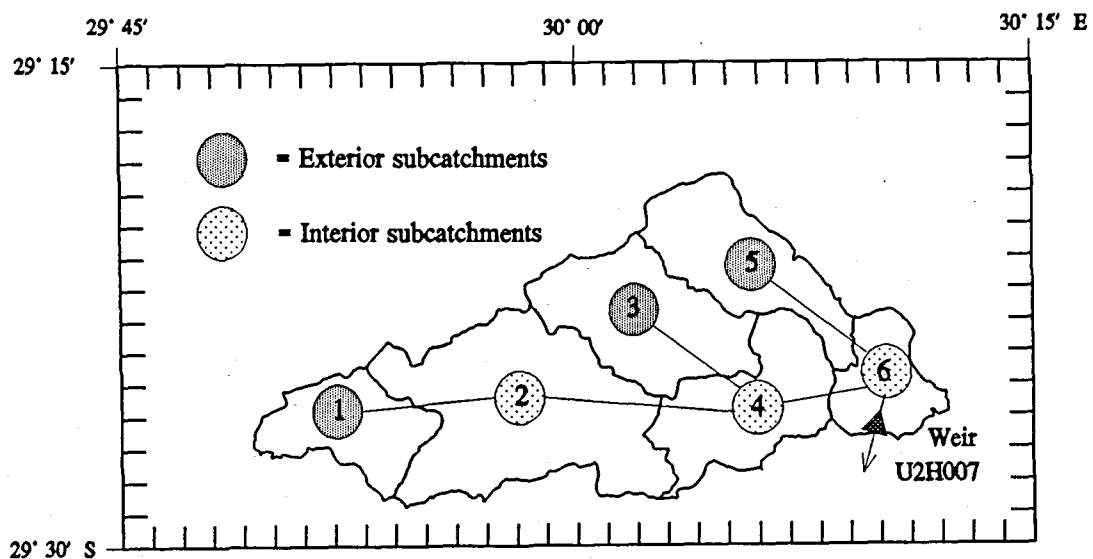 29° 45′ 30° 00′ 30° 15′ E
29° 15′
= Exterior subcatchments
= Interior subcatchments
5
3
6
2
1
4
Weir
U2H007
29° 30′ S